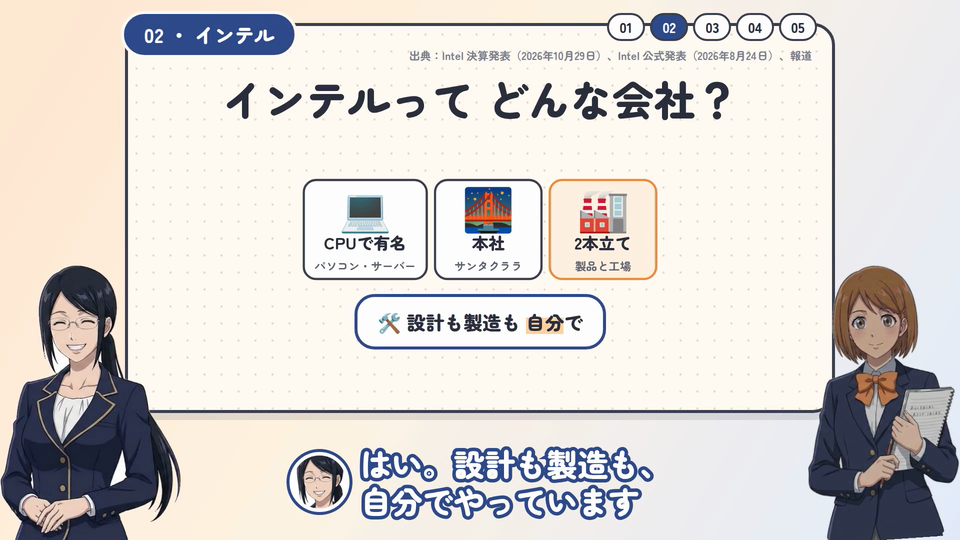 02 ・ インテル
01 02 03 04 05
出典：Intel 決算発表（2026年10月29日）、Intel 公式発表（2026年8月24日）、報道
インテルって どんな会社？
CPUで有名
パソコン・サーバー
本社
サンタクララ
2本立て
製品と工場
設計も製造も 自分で
はい。設計も製造も、
自分でやっています